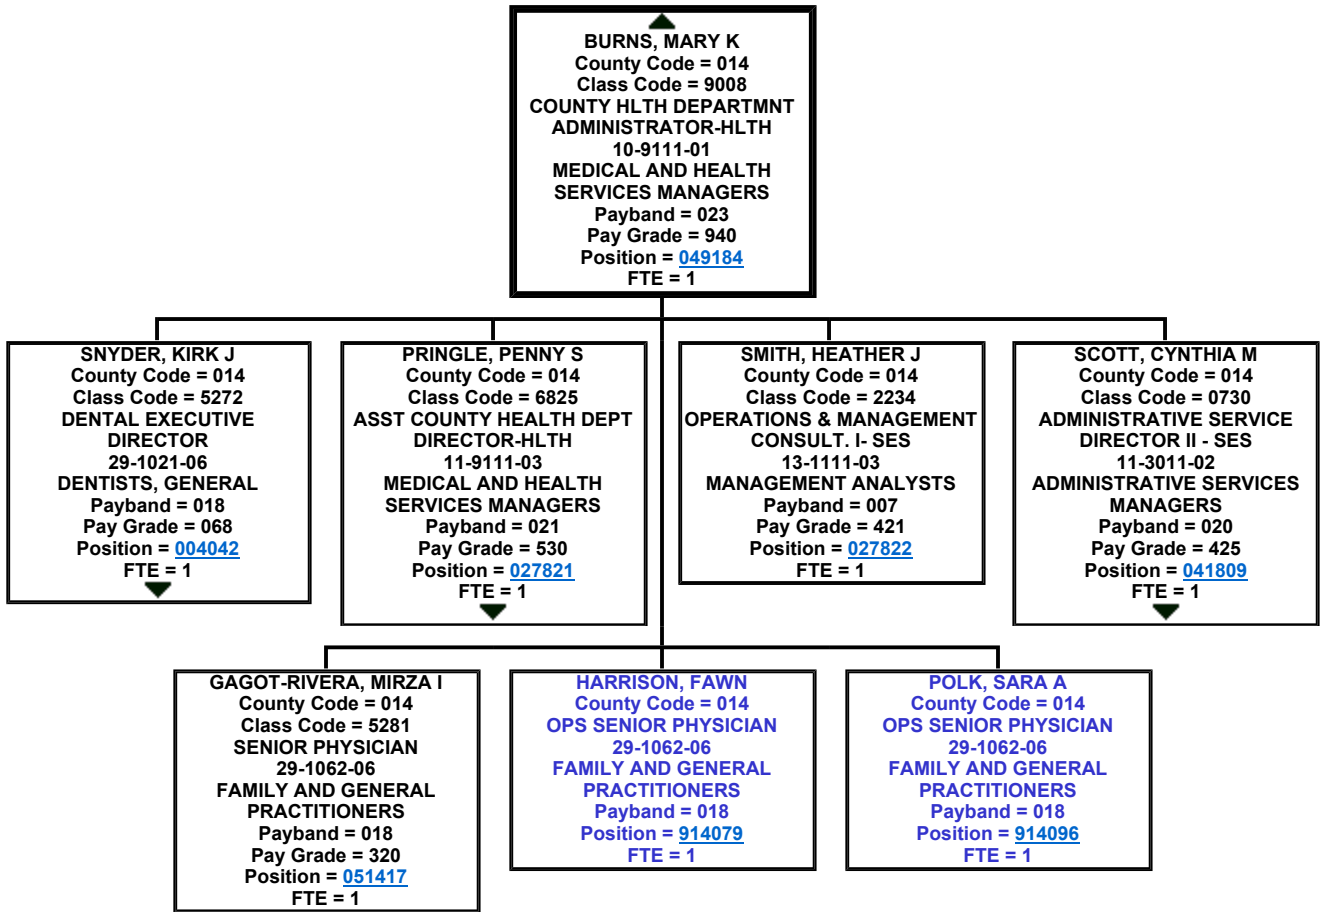 BURNS, MARY K
County Code = 014
Class Code = 9008
COUNTY HLTH DEPARTMNT
ADMINISTRATOR-HLTH
10-9111-01
MEDICAL AND HEALTH
SERVICES MANAGERS
Payband = 023
Pay Grade = 940
Position = 049184
FTE = 1
SNYDER, KIRK J
County Code = 014
Class Code = 5272
DENTAL EXECUTIVE
DIRECTOR
29-1021-06
DENTISTS, GENERAL
Payband = 018
Pay Grade = 068
Position = 004042
FTE = 1
PRINGLE, PENNY S
County Code = 014
Class Code = 6825
ASST COUNTY HEALTH DEPT
DIRECTOR-HLTH
11-9111-03
MEDICAL AND HEALTH
SERVICES MANAGERS
Payband = 021
Pay Grade = 530
Position = 027821
FTE = 1
SMITH, HEATHER J
County Code = 014
Class Code = 2234
OPERATIONS & MANAGEMENT
CONSULT. I- SES
13-1111-03
MANAGEMENT ANALYSTS
Payband = 007
Pay Grade = 421
Position = 027822
FTE = 1
SCOTT, CYNTHIA M
County Code = 014
Class Code = 0730
ADMINISTRATIVE SERVICE
DIRECTOR II - SES
11-3011-02
ADMINISTRATIVE SERVICES
MANAGERS
Payband = 020
Pay Grade = 425
Position = 041809
FTE = 1
GAGOT-RIVERA, MIRZA I
County Code = 014
Class Code = 5281
SENIOR PHYSICIAN
29-1062-06
FAMILY AND GENERAL
PRACTITIONERS
Payband = 018
Pay Grade = 320
Position = 051417
FTE = 1
HARRISON, FAWN
County Code = 014
OPS SENIOR PHYSICIAN
29-1062-06
FAMILY AND GENERAL
PRACTITIONERS
Payband = 018
Position = 914079
FTE = 1
POLK, SARA A
County Code = 014
OPS SENIOR PHYSICIAN
29-1062-06
FAMILY AND GENERAL
PRACTITIONERS
Payband = 018
Position = 914096
FTE = 1